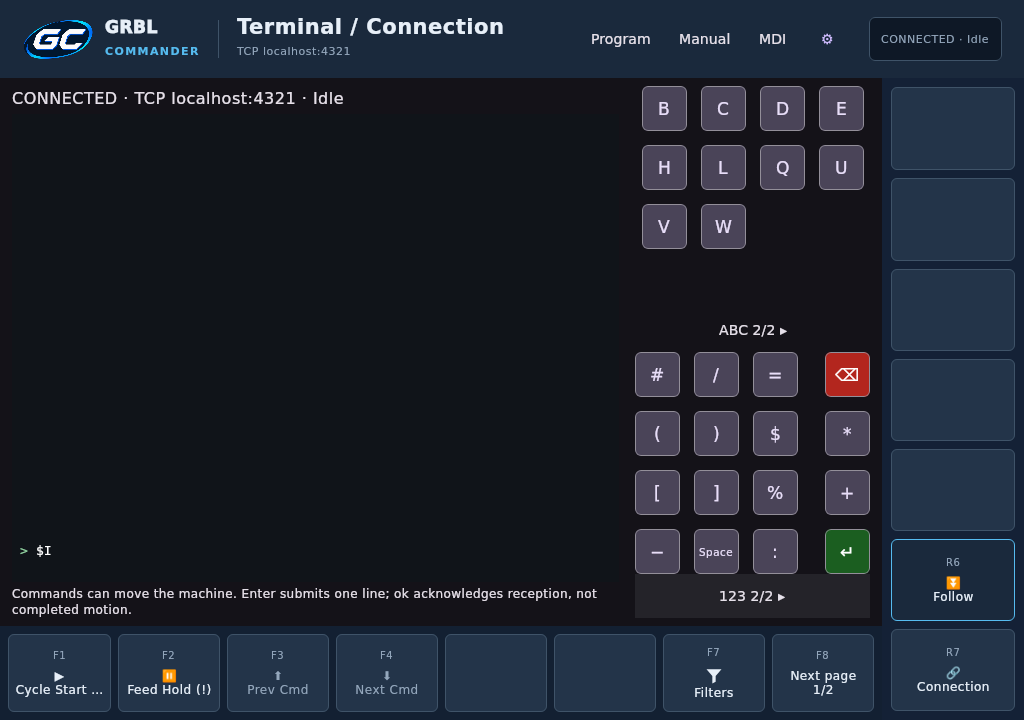 GC
GRBL
COMMANDER
Terminal / Connection
TCP localhost:4321
Program Manual MDI ⚙
CONNECTED · Idle
CONNECTED · TCP localhost:4321 · Idle
B C D E
H L Q U
V W
ABC 2/2 ▸
# / = ⌫
( ) $ *
[ ] % +
− Space : ↵
123 2/2 ▸
> $I
Commands can move the machine. Enter submits one line; ok acknowledges reception, not
completed motion.
R6
⏬
Follow
R7
🔗
Connection
F1
▶
Cycle Start ...
F2
⏸
Feed Hold (!)
F3
⬆
Prev Cmd
F4
⬇
Next Cmd
F7
Filters
F8
Next page
1/2